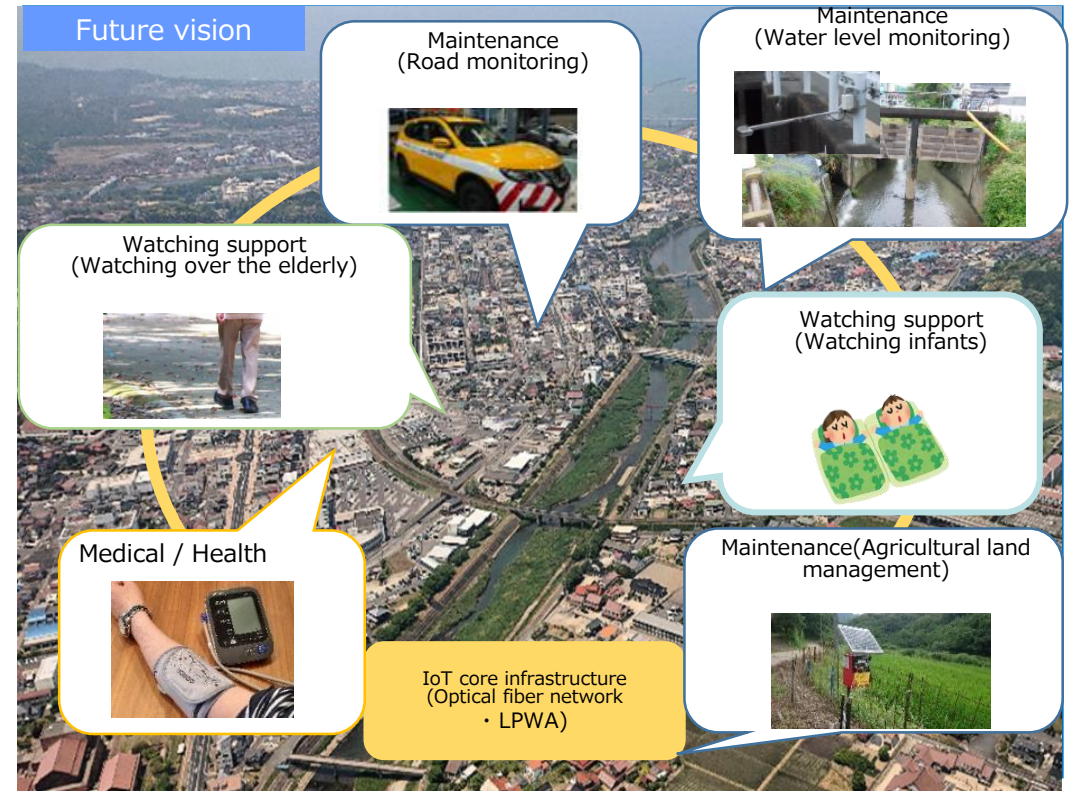 Future vision
Maintenance
(Road monitoring)
Maintenance
(Water level monitoring)
Watching support
(Watching over the elderly)
Watching support
(Watching infants)
Medical / Health
Maintenance(Agricultural land
management)
IoT core infrastructure
(Optical fiber network
・LPWA)